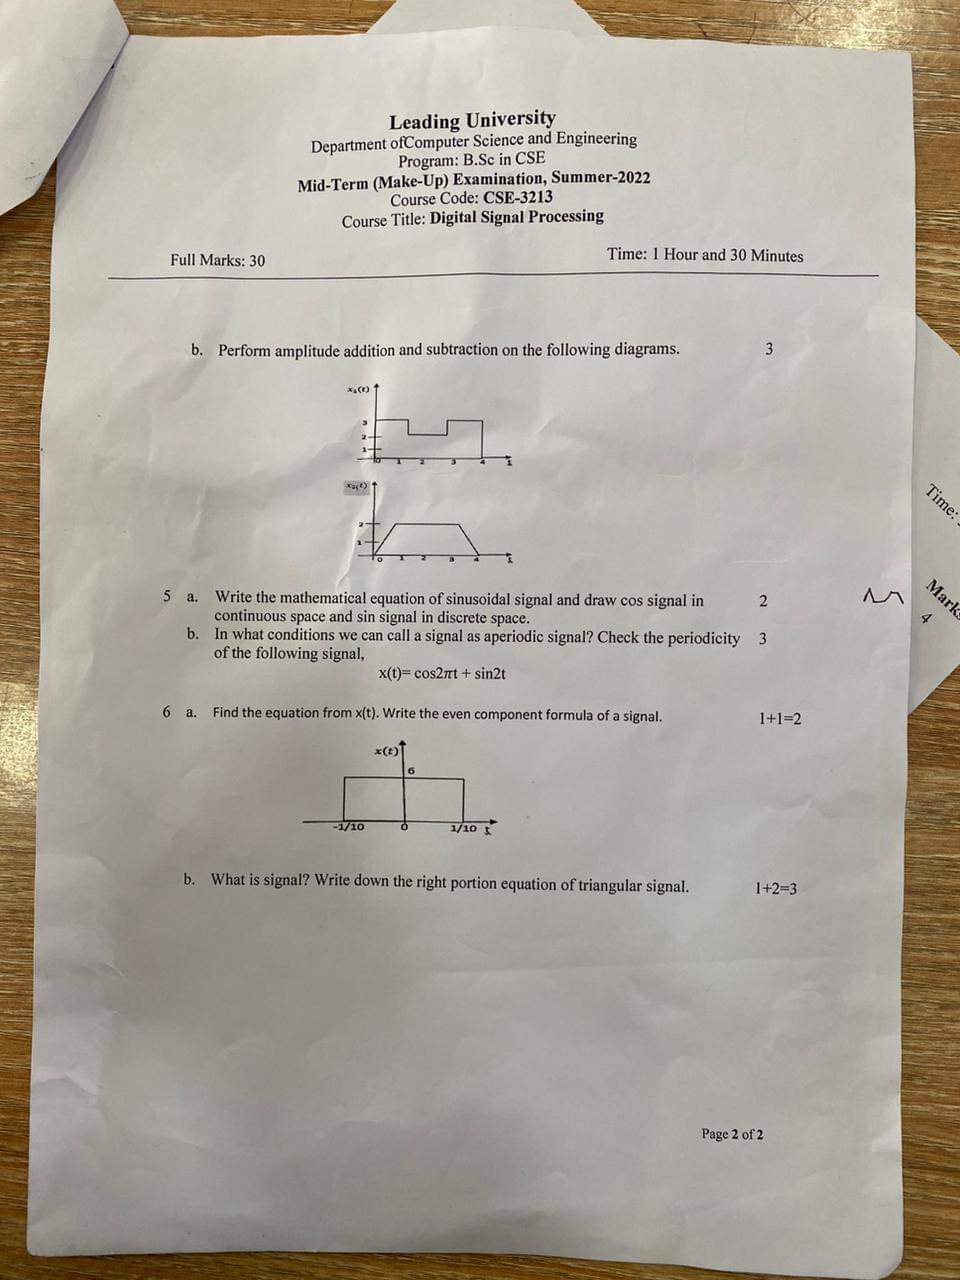 Leading University
Department ofComputer Science and Engineering
Program: B.Sc in CSE
Mid-Term (Make-Up) Examination, Summer-2022
Course Code: CSE-3213
Course Title: Digital Signal Processing
Full Marks: 30 Time: 1 Hour and 30 Minutes
b. Perform amplitude addition and subtraction on the following diagrams. 3
x₁(t)
3
2
1
0 1 2 3 4 t
x₂(t)
2
1
0 1 2 3 4 t
Time:
5 a. Write the mathematical equation of sinusoidal signal and draw cos signal in 2
continuous space and sin signal in discrete space.
Marks
4
b. In what conditions we can call a signal as aperiodic signal? Check the periodicity 3
of the following signal,
x(t)= cos2πt + sin2t
6 a. Find the equation from x(t). Write the even component formula of a signal. 1+1=2
x(t)
6
-1/10 0 1/10 t
b. What is signal? Write down the right portion equation of triangular signal. 1+2=3
Page 2 of 2